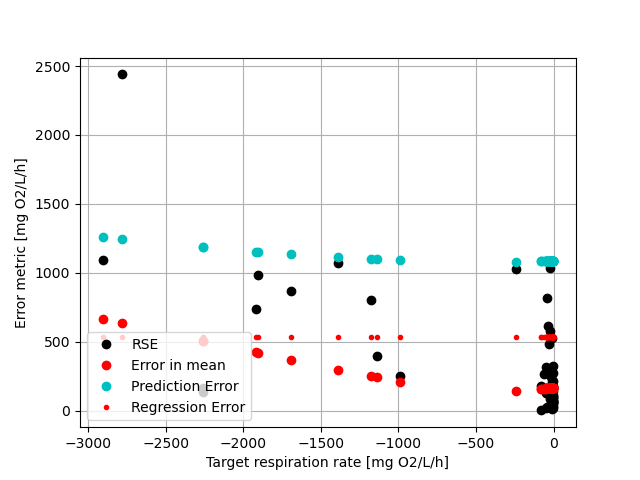 2500
2000
1500
1000
500
0
Error metric [mg O2/L/h]
RSE
Error in mean
Prediction Error
Regression Error
−3000 −2500 −2000 −1500 −1000 −500 0
Target respiration rate [mg O2/L/h]